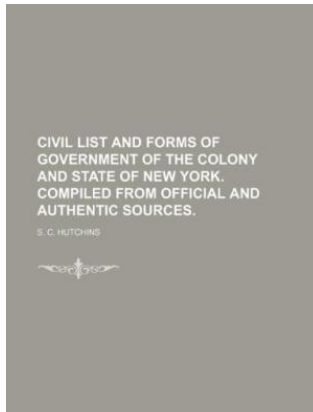 CIVIL LIST AND FORMS OF
GOVERNMENT OF THE COLONY
AND STATE OF NEW YORK.
COMPILED FROM OFFICIAL AND
AUTHENTIC SOURCES.
S. C. HUTCHINS